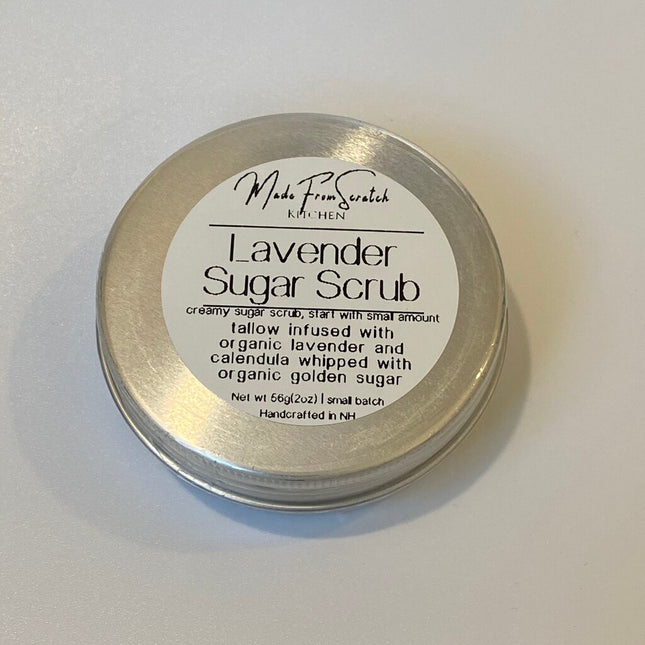 Made From Scratch
KITCHEN
Lavender
Sugar Scrub
creamy sugar scrub, start with small amount
tallow infused with
organic lavender and
calendula whipped with
organic golden sugar
Net wt 56g(2oz) | small batch
Handcrafted in NH